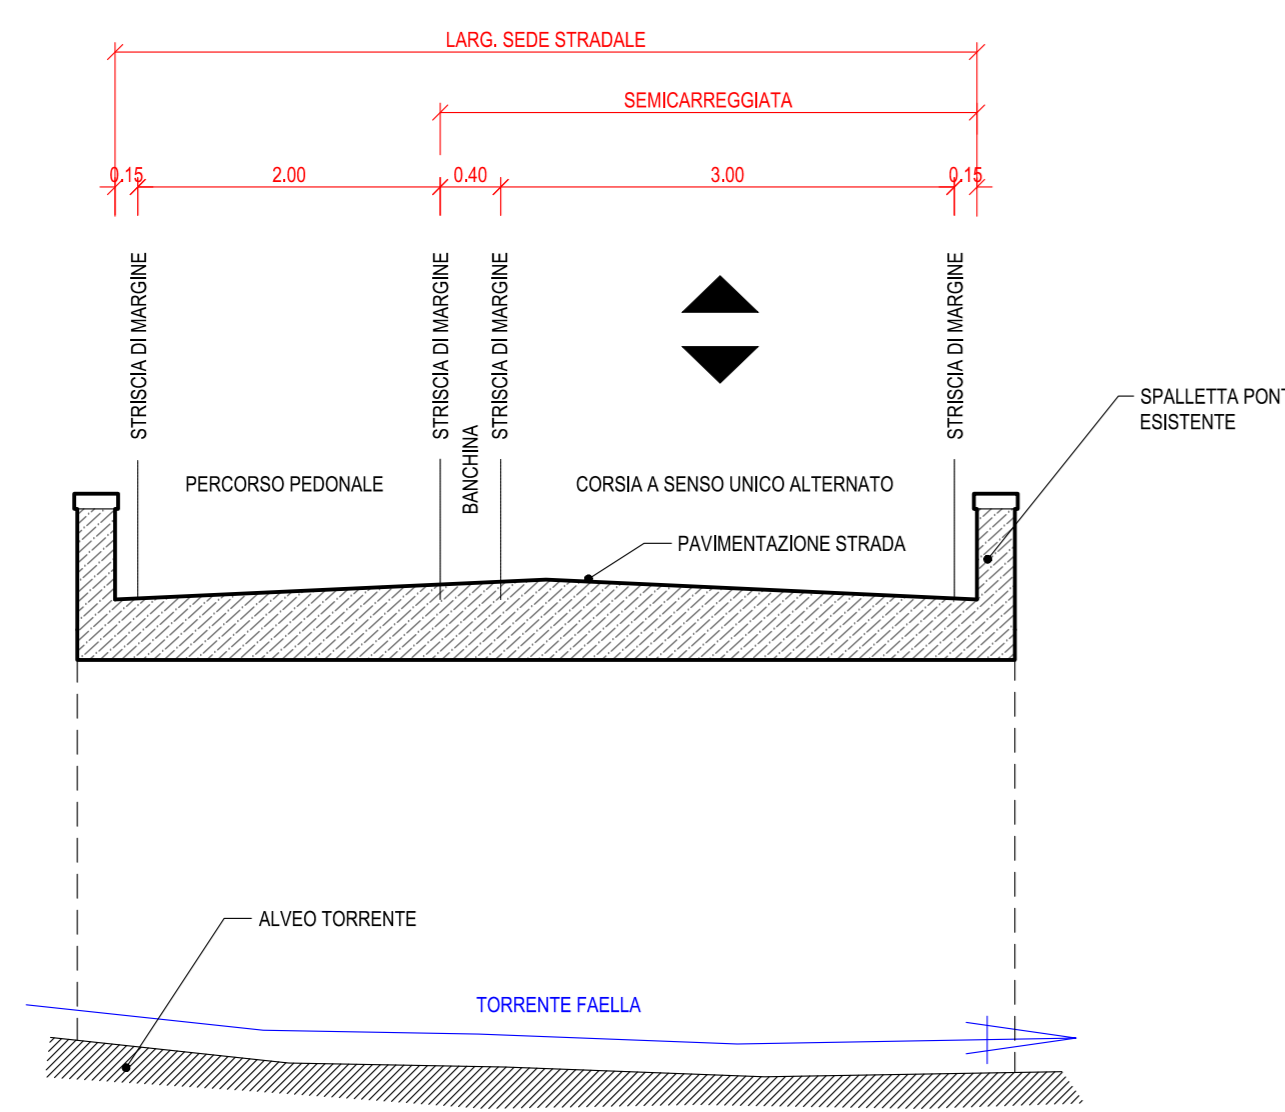 LARG. SEDE STRADALE
SEMICARREGGIATA
0.15
2.00
0.40
3.00
0.15
STRISCIA DI MARGINE
STRISCIA DI MARGINE
BANCHINA
STRISCIA DI MARGINE
STRISCIA DI MARGINE
SPALLETTA PONT
ESISTENTE
PERCORSO PEDONALE
CORSIA A SENSO UNICO ALTERNATO
PAVIMENTAZIONE STRADA
ALVEO TORRENTE
TORRENTE FAELLA